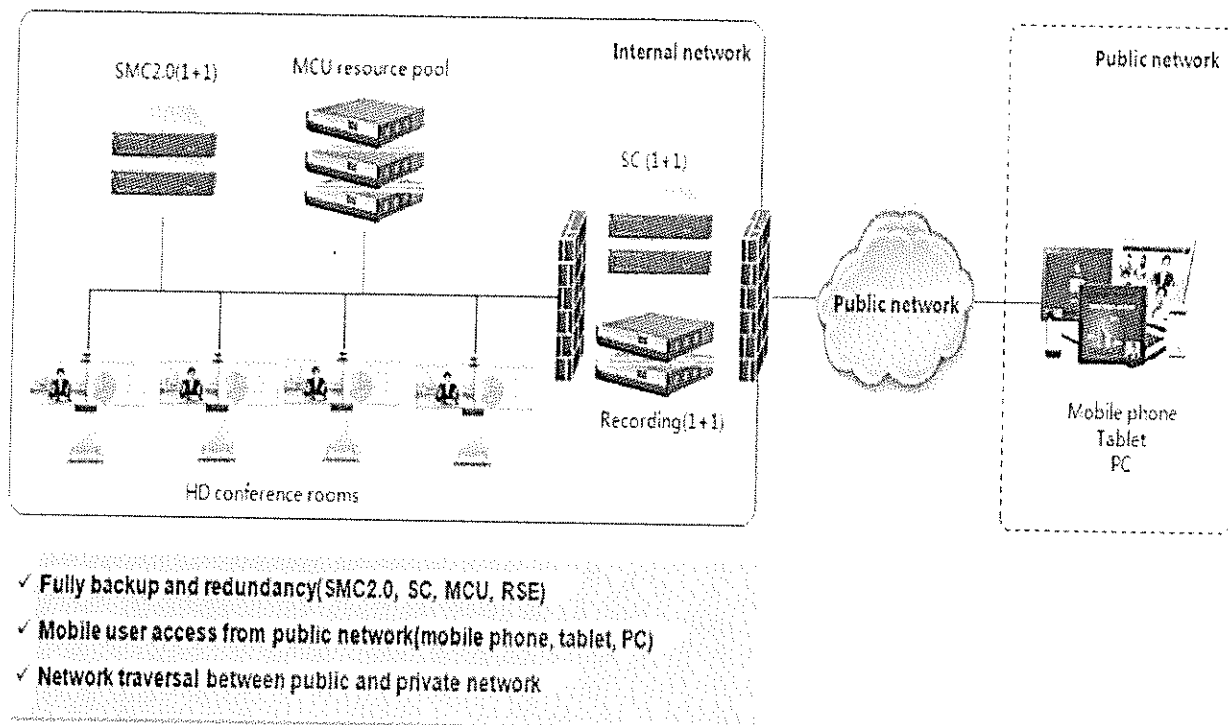 Internal network
Public network
SMC2.0(1+1)
MCU resource pool
SC (1+1)
Public network
Recording(1+1)
Mobile phone
Tablet
PC
HD conference rooms
✓ Fully backup and redundancy(SMC2.0, SC, MCU, RSE)
✓ Mobile user access from public network(mobile phone, tablet, PC)
✓ Network traversal between public and private network